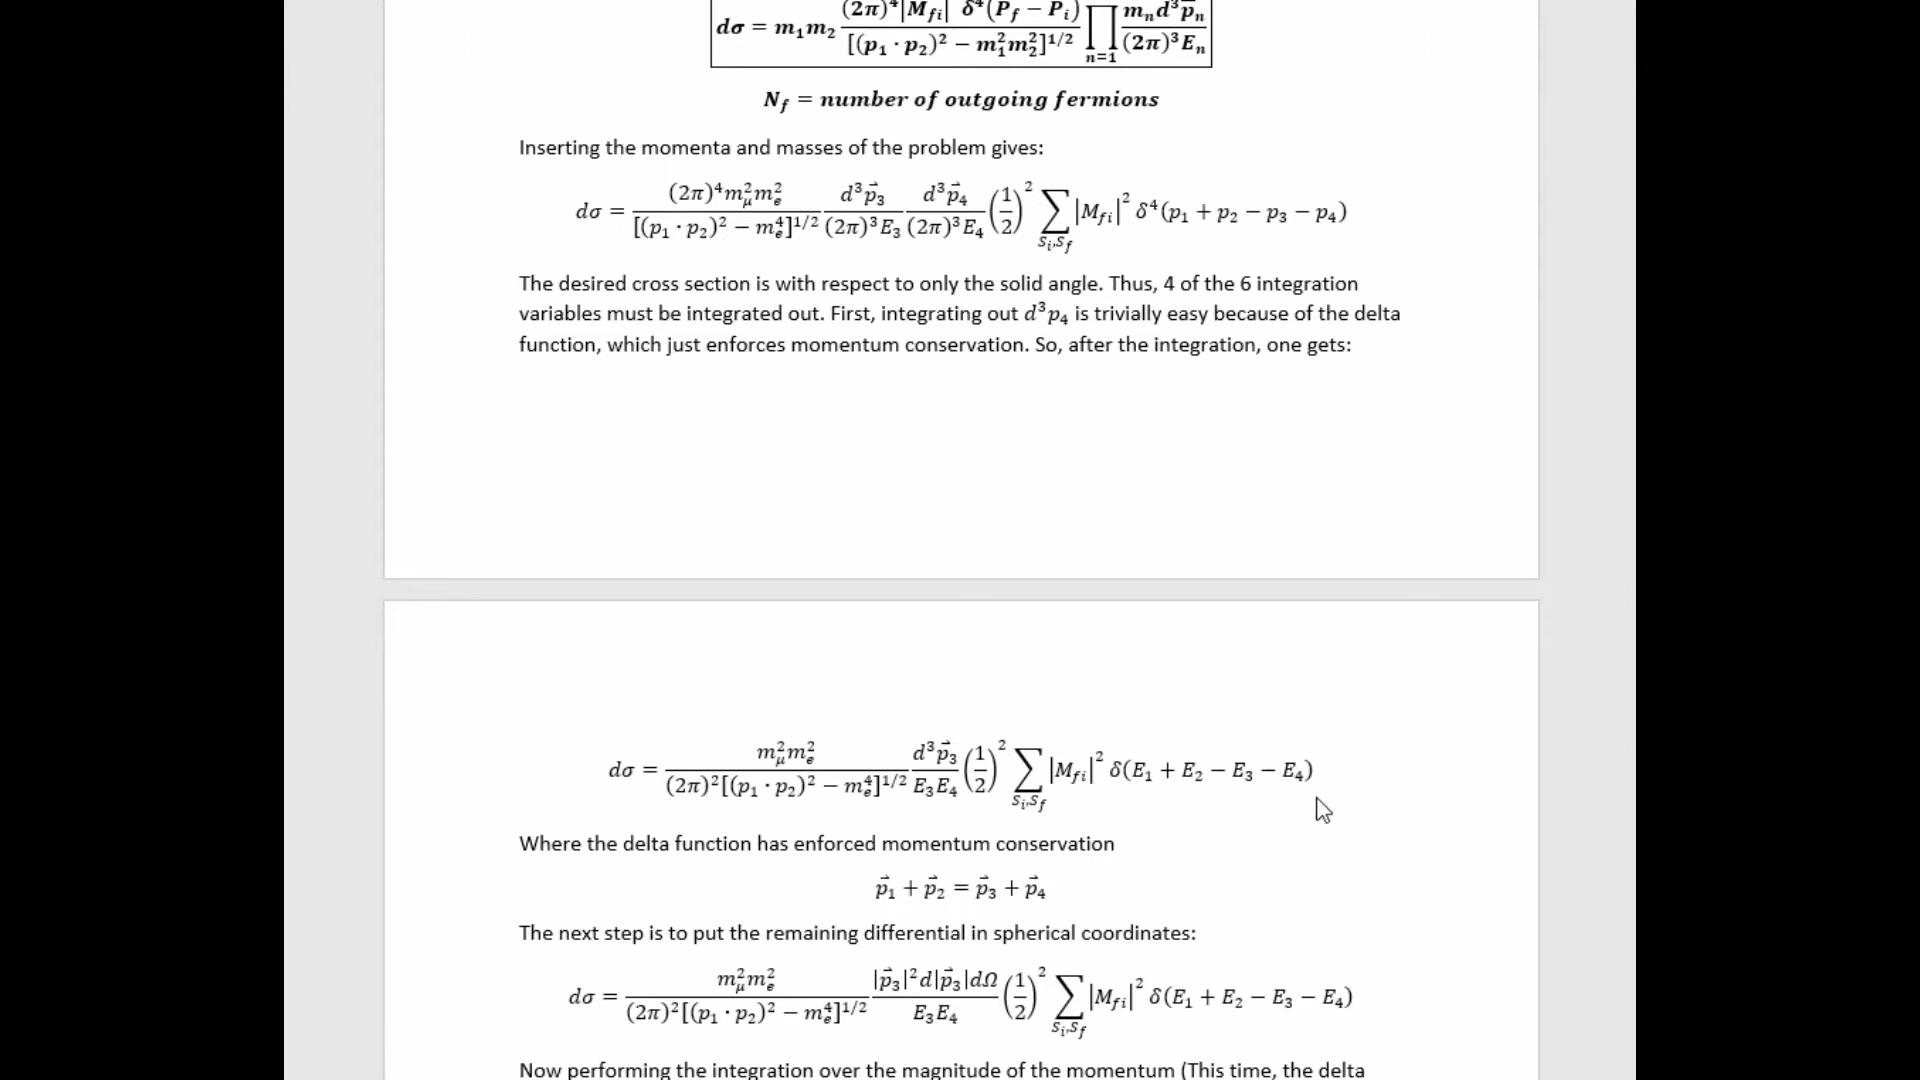 dσ = m₁m₂ (2π)⁴|M_fi| δ⁴(P_f − P_i) / [(p₁ · p₂)² − m₁²m₂²]^1/2 ∏_n=1 m_n d³p⃗_n / (2π)³E_n
N_f = number of outgoing fermions
Inserting the momenta and masses of the problem gives:
dσ = (2π)⁴m_μ²m_e² / [(p₁ · p₂)² − m_e⁴]^1/2 d³p⃗₃ / (2π)³E₃ d³p⃗₄ / (2π)³E₄ (1/2)² ∑_Si,Sf |M_fi|² δ⁴(p₁ + p₂ − p₃ − p₄)
The desired cross section is with respect to only the solid angle. Thus, 4 of the 6 integration
variables must be integrated out. First, integrating out d³p₄ is trivially easy because of the delta
function, which just enforces momentum conservation. So, after the integration, one gets:
dσ = m_μ²m_e² / (2π)²[(p₁ · p₂)² − m_e⁴]^1/2 d³p⃗₃ / E₃E₄ (1/2)² ∑_Si,Sf |M_fi|² δ(E₁ + E₂ − E₃ − E₄)
Where the delta function has enforced momentum conservation
p⃗₁ + p⃗₂ = p⃗₃ + p⃗₄
The next step is to put the remaining differential in spherical coordinates:
dσ = m_μ²m_e² / (2π)²[(p₁ · p₂)² − m_e⁴]^1/2 |p⃗₃|²d|p⃗₃|dΩ / E₃E₄ (1/2)² ∑_Si,Sf |M_fi|² δ(E₁ + E₂ − E₃ − E₄)
Now performing the integration over the magnitude of the momentum (This time, the delta